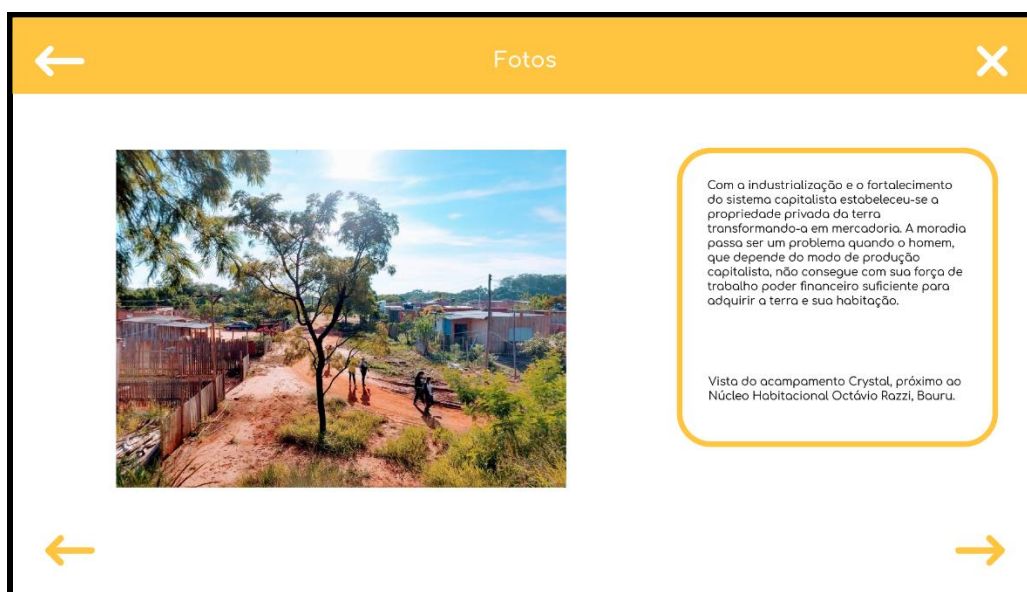 Fotos
Com a industrialização e o fortalecimento
do sistema capitalista estabeleceu-se a
propriedade privada da terra
transformando-a em mercadoria. A moradia
passa ser um problema quando o homem,
que depende do modo de produção
capitalista, não consegue com sua força de
trabalho poder financeiro suficiente para
adquirir a terra e sua habitação.
Vista do acampamento Crystal, próximo ao
Núcleo Habitacional Octávio Razzi, Bauru.